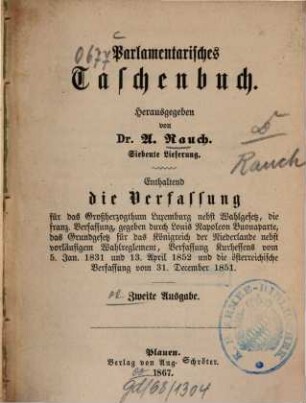 0677 c
Parlamentarisches
Taschenbuch.
Herausgegeben
von
Dr. A. Rauch.
Siebente Lieferung.
Rauch
Enthaltend
die Verfassung
für das Großherzogthum Luxemburg nebst Wahlgesetz, die
franz. Verfassung, gegeben durch Louis Napoleon Buonaparte,
das Grundgesetz für das Königreich der Niederlande nebst
vorläufigem Wahlreglement, Verfassung Kurhessens vom
5. Jan. 1831 und 13. April 1852 und die österreichische
Verfassung vom 31. December 1851.
Zweite Ausgabe.
Plauen.
Verlag von Aug. Schröter.
1867.